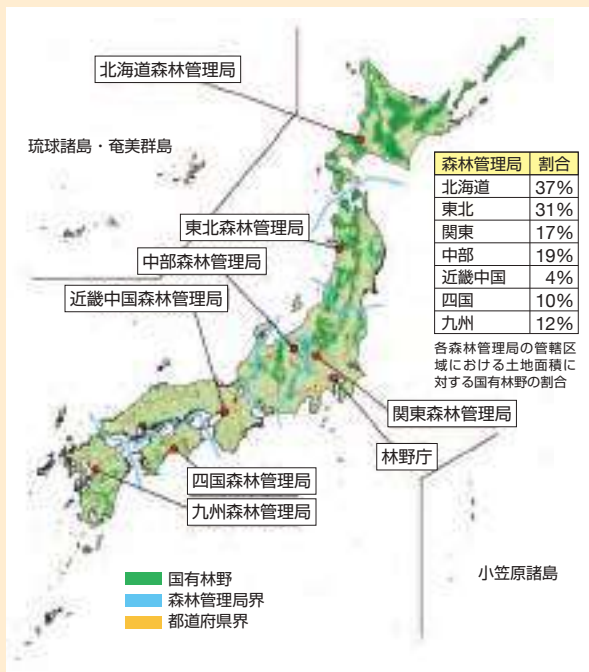 北海道森林管理局
琉球諸島・奄美群島
森林管理局 割合
北海道 37%
東北 31%
関東 17%
中部 19%
近畿中国 4%
四国 10%
九州 12%
各森林管理局の管轄区
域における土地面積に
対する国有林野の割合
東北森林管理局
中部森林管理局
近畿中国森林管理局
関東森林管理局
林野庁
四国森林管理局
九州森林管理局
小笠原諸島
国有林野
森林管理局界
都道府県界